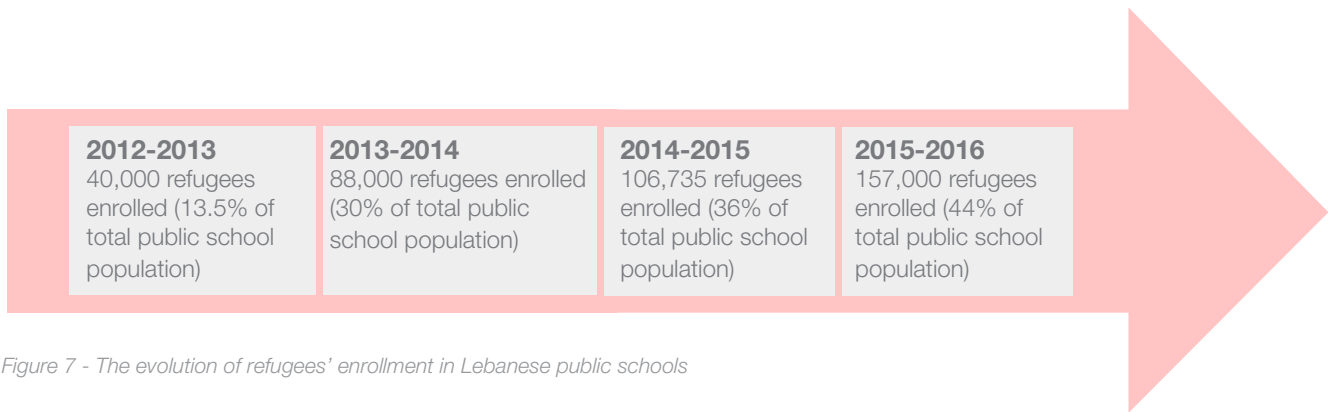 2012-2013
40,000 refugees
enrolled (13.5% of
total public school
population)
2013-2014
88,000 refugees enrolled
(30% of total public
school population)
2014-2015
106,735 refugees
enrolled (36% of
total public school
population)
2015-2016
157,000 refugees
enrolled (44% of
total public school
population)
Figure 7 - The evolution of refugees’ enrollment in Lebanese public schools